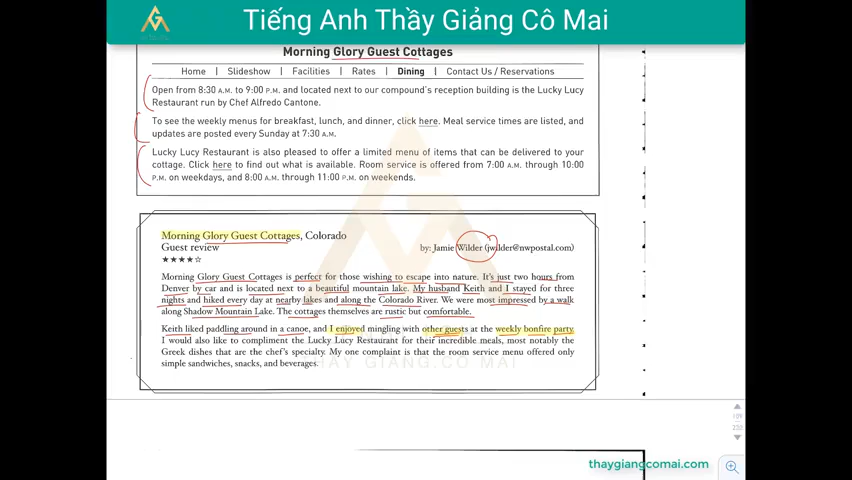 Tiếng Anh Thầy Giảng Cô Mai
Morning Glory Guest Cottages
Home | Slideshow | Facilities | Rates | Dining | Contact Us / Reservations
Open from 8:30 A.M. to 9:00 P.M. and located next to our compound's reception building is the Lucky Lucy
Restaurant run by Chef Alfredo Cantone.
To see the weekly menus for breakfast, lunch, and dinner, click here. Meal service times are listed, and
updates are posted every Sunday at 7:30 A.M.
Lucky Lucy Restaurant is also pleased to offer a limited menu of items that can be delivered to your
cottage. Click here to find out what is available. Room service is offered from 7:00 A.M. through 10:00
P.M. on weekdays, and 8:00 A.M. through 11:00 P.M. on weekends.
Morning Glory Guest Cottages, Colorado
Guest review by: Jamie Wilder (jwilder@nwpostal.com)
★★★★☆
Morning Glory Guest Cottages is perfect for those wishing to escape into nature. It's just two hours from
Denver by car and is located next to a beautiful mountain lake. My husband Keith and I stayed for three
nights and hiked every day at nearby lakes and along the Colorado River. We were most impressed by a walk
along Shadow Mountain Lake. The cottages themselves are rustic but comfortable.
Keith liked paddling around in a canoe, and I enjoyed mingling with other guests at the weekly bonfire party.
I would also like to compliment the Lucky Lucy Restaurant for their incredible meals, most notably the
Greek dishes that are the chef's specialty. My one complaint is that the room service menu offered only
simple sandwiches, snacks, and beverages.
THAY GIANG.CO MAI
thaygiangcomai.com